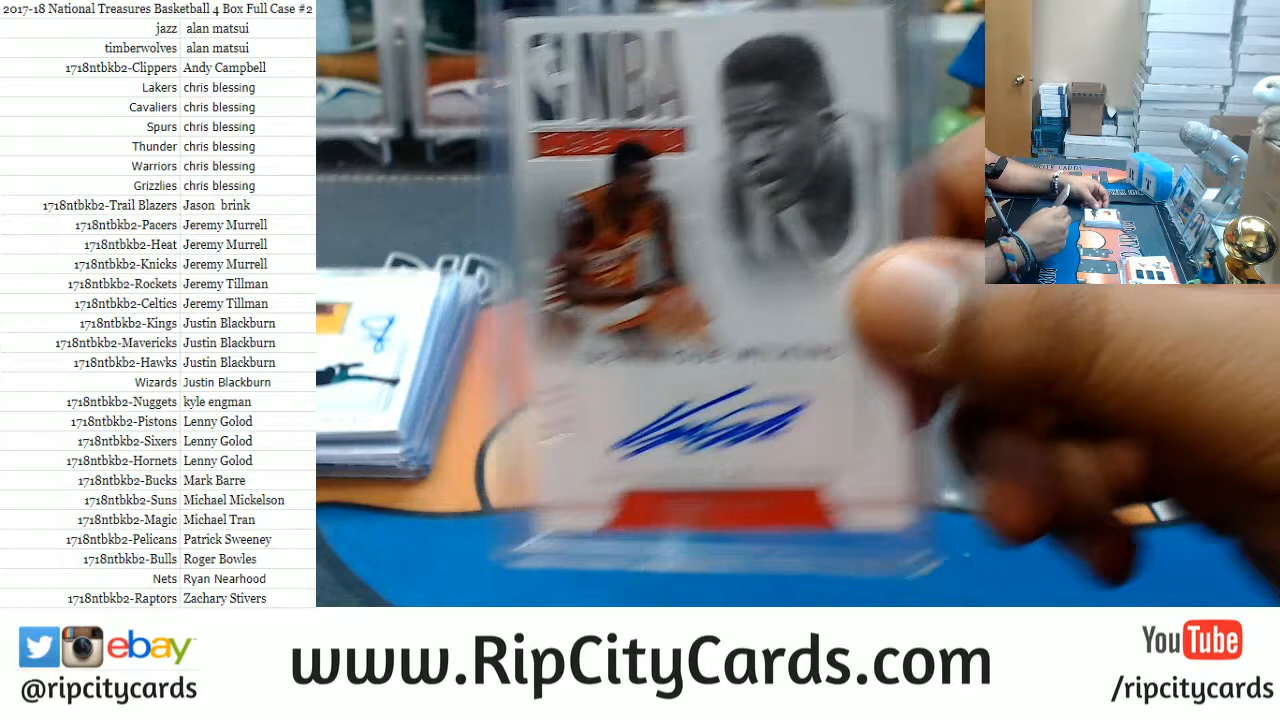 2017-18 National Treasures Basketball 4 Box Full Case #2
jazz alan matsui
timberwolves alan matsui
1718ntbkb2-Clippers Andy Campbell
Lakers chris blessing
Cavaliers chris blessing
Spurs chris blessing
Thunder chris blessing
Warriors chris blessing
Grizzlies chris blessing
1718ntbkb2-Trail Blazers Jason brink
1718ntbkb2-Pacers Jeremy Murrell
1718ntbkb2-Heat Jeremy Murrell
1718ntbkb2-Knicks Jeremy Murrell
1718ntbkb2-Rockets Jeremy Tillman
1718ntbkb2-Celtics Jeremy Tillman
1718ntbkb2-Kings Justin Blackburn
1718ntbkb2-Mavericks Justin Blackburn
1718ntbkb2-Hawks Justin Blackburn
Wizards Justin Blackburn
1718ntbkb2-Nuggets kyle engman
1718ntbkb2-Pistons Lenny Golod
1718ntbkb2-Sixers Lenny Golod
1718ntbkb2-Hornets Lenny Golod
1718ntbkb2-Bucks Mark Barre
1718ntbkb2-Suns Michael Mickelson
1718ntbkb2-Magic Michael Tran
1718ntbkb2-Pelicans Patrick Sweeney
1718ntbkb2-Bulls Roger Bowles
Nets Ryan Nearhood
1718ntbkb2-Raptors Zachary Stivers
NBA
ebay
@ripcitycards
www.RipCityCards.com
YouTube
/ripcitycards